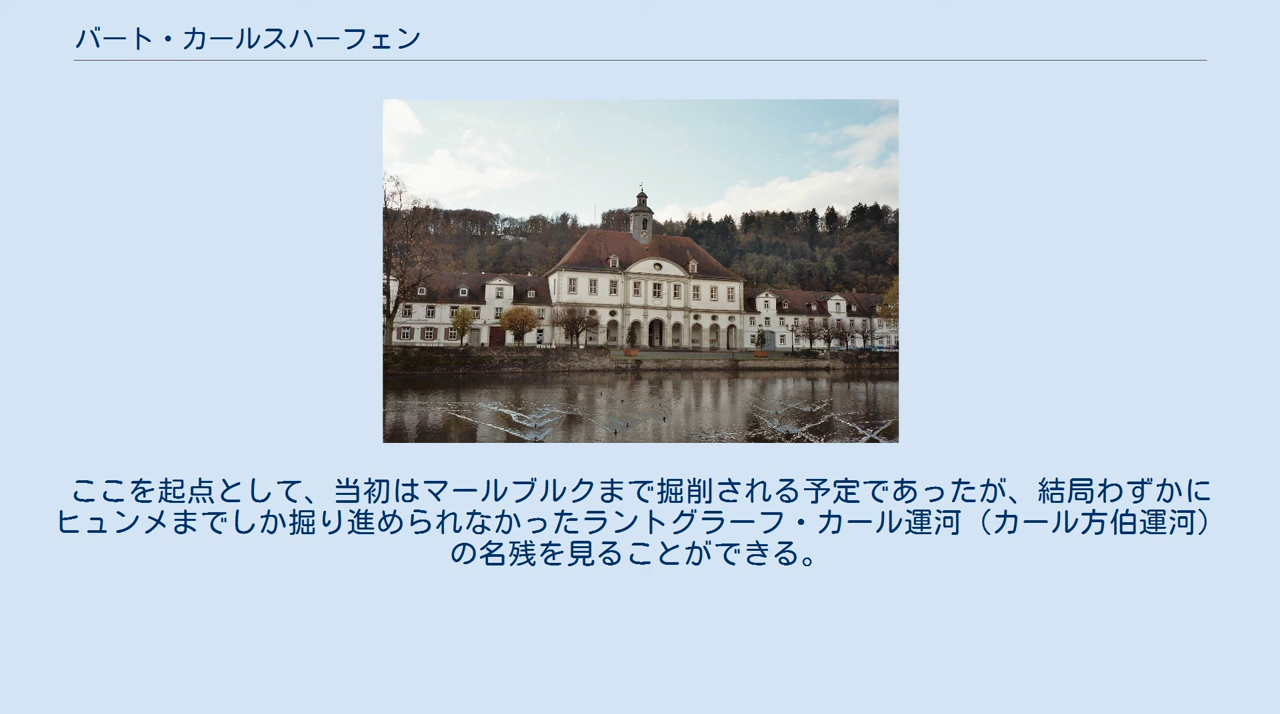 バート・カールスハーフェン
ここを起点として、当初はマールブルクまで掘削される予定であったが、結局わずかに
ヒュンメまでしか掘り進められなかったラントグラーフ・カール運河（カール方伯運河）
の名残を見ることができる。